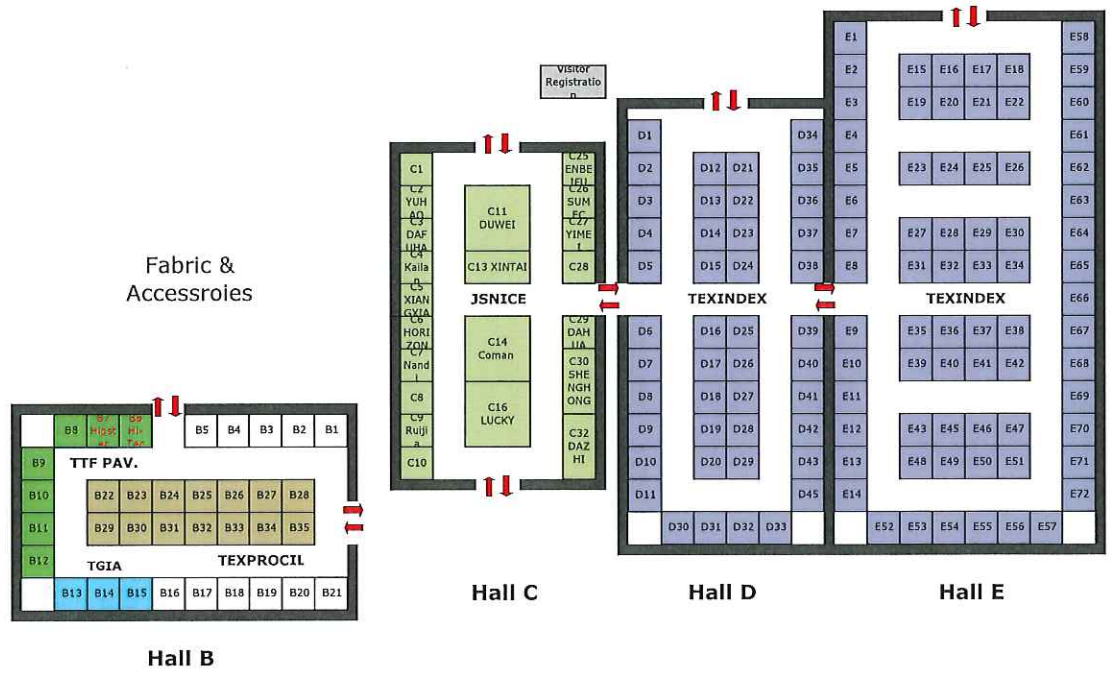 Visitor
Registratio
n
Fabric &
Accessroies
E1
E2
E3
E4
E5
E6
E7
E8
E9
E10
E11
E12
E13
E14
E15 E16 E17 E18
E19 E20 E21 E22
E23 E24 E25 E26
E27 E28 E29 E30
E31 E32 E33 E34
TEXINDEX
E35 E36 E37 E38
E39 E40 E41 E42
E43 E45 E46 E47
E48 E49 E50 E51
E52 E53 E54 E55 E56 E57
E58
E59
E60
E61
E62
E63
E64
E65
E66
E67
E68
E69
E70
E71
E72
Hall E
D1
D2
D3
D4
D5
D6
D7
D8
D9
D10
D11
D12 D21
D13 D22
D14 D23
D15 D24
TEXINDEX
D16 D25
D17 D26
D18 D27
D19 D28
D20 D29
D30 D31 D32 D33
D34
D35
D36
D37
D38
D39
D40
D41
D42
D43
D45
Hall D
C1
C2
YUH
AO
C3
DAF
UHA
C4
Kaila
n
C5
XIAN
GXIA
C6
HORI
ZON
C7
Nand
i
C8
C9
Ruiji
a
C10
C11
DUWEI
C13 XINTAI
JSNICE
C14
Coman
C16
LUCKY
C25
ENBE
IFU
C26
SUM
EC
C27
YIME
I
C28
C29
DAH
UA
C30
SHE
NGH
ONG
C32
DAZ
HI
Hall C
B8 B7
Higst
B6
Hi-
Tec
B5 B4 B3 B2 B1
B9
B10
B11
B12
TTF PAV.
B22 B23 B24 B25 B26 B27 B28
B29 B30 B31 B32 B33 B34 B35
TGIA
TEXPROCIL
B13 B14 B15 B16 B17 B18 B19 B20 B21
Hall B